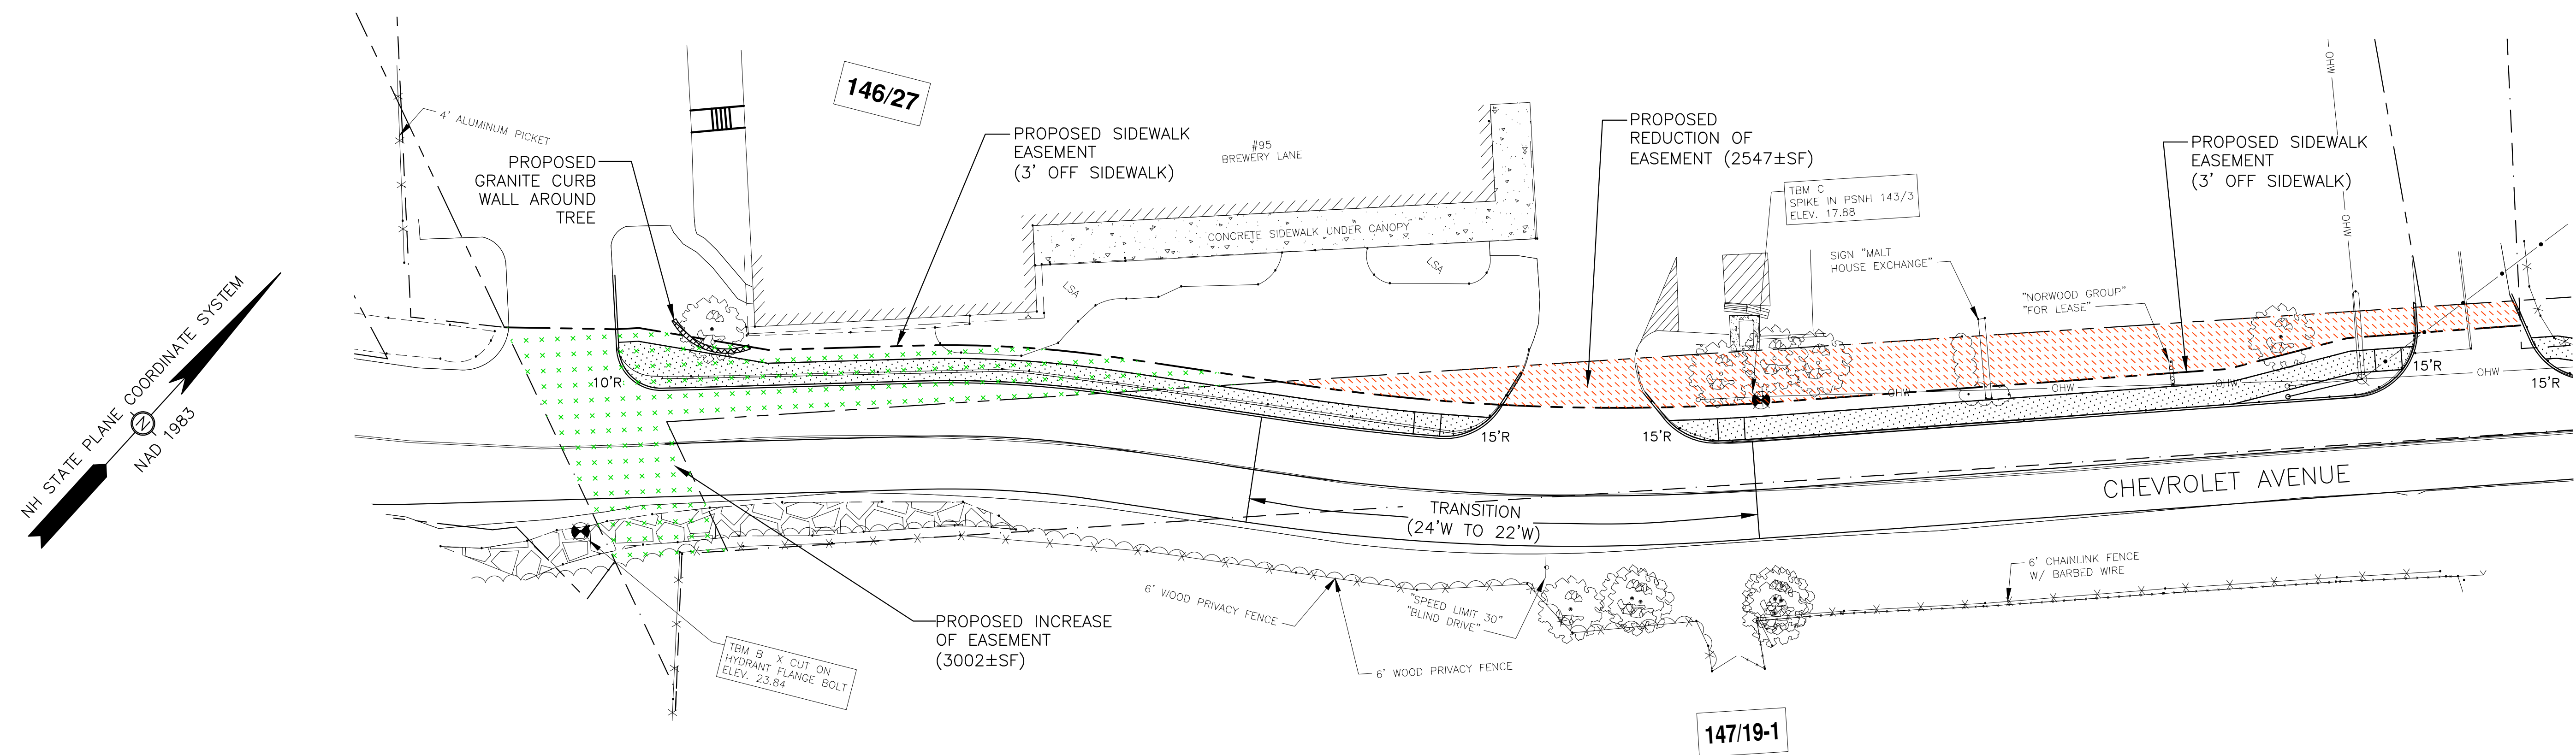 146/27
4' ALUMINUM PICKET
PROPOSED
GRANITE CURB
WALL AROUND
TREE
PROPOSED SIDEWALK
EASEMENT
(3' OFF SIDEWALK)
#95
BREWERY LANE
PROPOSED
REDUCTION OF
EASEMENT (2547±SF)
PROPOSED SIDEWALK
EASEMENT
(3' OFF SIDEWALK)
OHW
OHW
TBM C
SPIKE IN PSNH 143/3
ELEV. 17.88
CONCRETE SIDEWALK UNDER CANOPY
LSA
LSA
SIGN "MALT
HOUSE EXCHANGE"
"NORWOOD GROUP"
"FOR LEASE"
NH STATE PLANE COORDINATE SYSTEM
N
NAD 1983
10'R
15'R
15'R
OHW
OHW
OHW
OHW
15'R
OHW
15'R
TRANSITION
(24'W TO 22'W)
CHEVROLET AVENUE
6' WOOD PRIVACY FENCE
"SPEED LIMIT 30"
"BLIND DRIVE"
6' CHAINLINK FENCE
W/ BARBED WIRE
PROPOSED INCREASE
OF EASEMENT
(3002±SF)
TBM B X CUT ON
HYDRANT FLANGE BOLT
ELEV. 23.84
6' WOOD PRIVACY FENCE
147/19-1